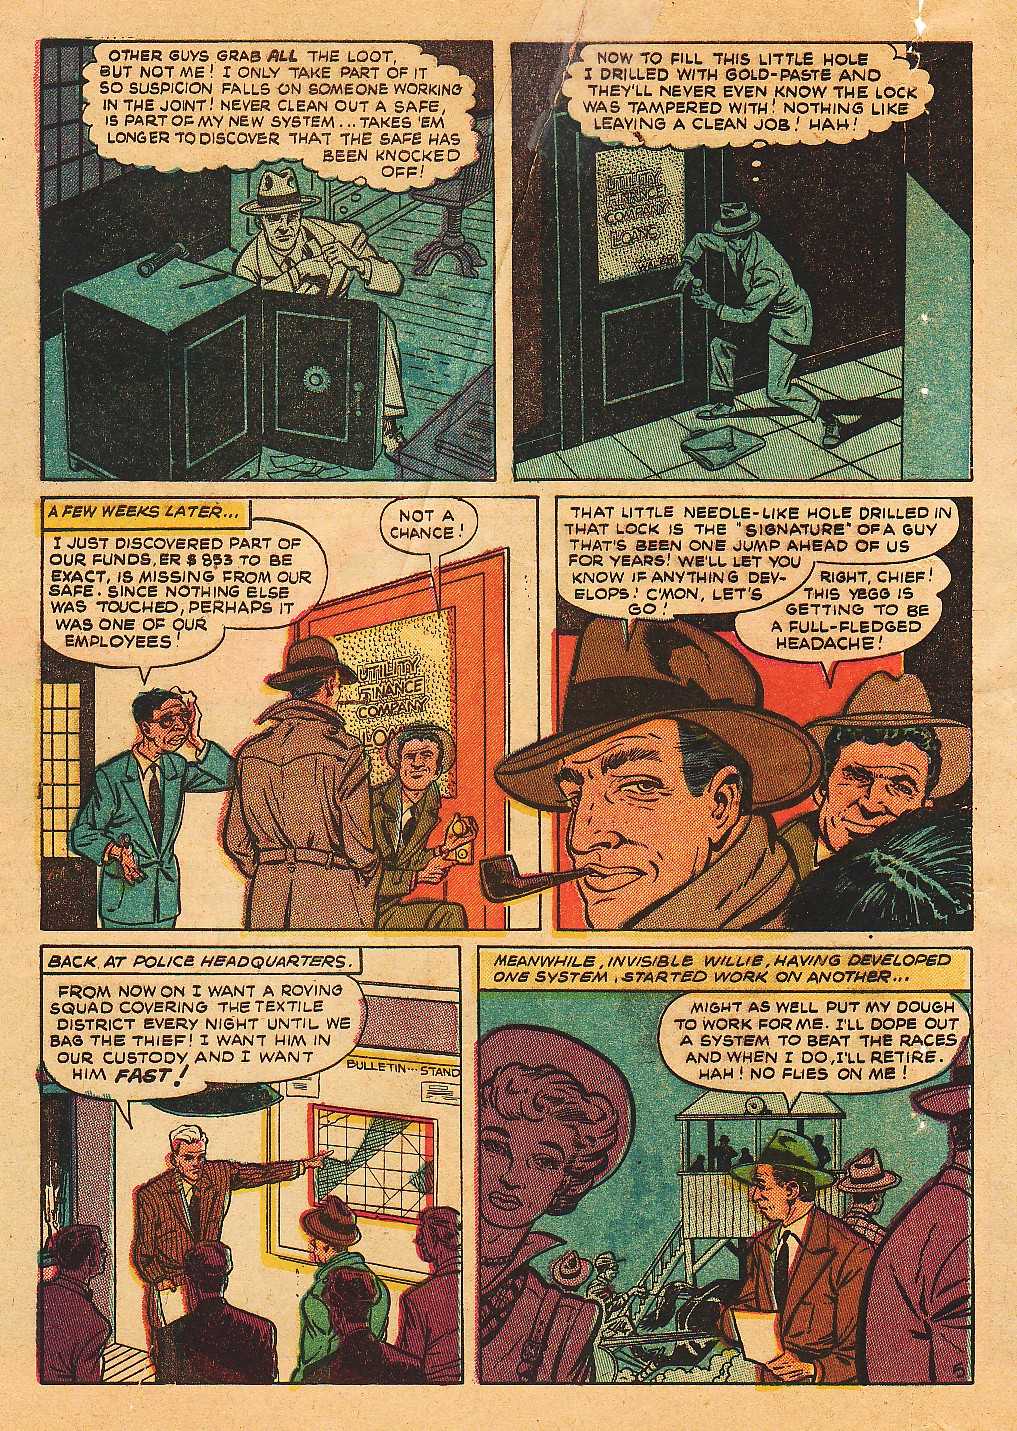 OTHER GUYS GRAB ALL THE LOOT,
BUT NOT ME! I ONLY TAKE PART OF IT
SO SUSPICION FALLS ON SOMEONE WORKING
IN THE JOINT! NEVER CLEAN OUT A SAFE,
IS PART OF MY NEW SYSTEM... TAKES 'EM
LONGER TO DISCOVER THAT THE SAFE HAS
BEEN KNOCKED
OFF!
NOW TO FILL THIS LITTLE HOLE
I DRILLED WITH GOLD-PASTE AND
THEY'LL NEVER EVEN KNOW THE LOCK
WAS TAMPERED WITH! NOTHING LIKE
LEAVING A CLEAN JOB! HAH!
UTILITY
FINANCE
COMPANY
LOANS
A FEW WEEKS LATER...
I JUST DISCOVERED PART OF
OUR FUNDS, ER $ 853 TO BE
EXACT, IS MISSING FROM OUR
SAFE. SINCE NOTHING ELSE
WAS TOUCHED, PERHAPS IT
WAS ONE OF OUR
EMPLOYEES!
NOT A
CHANCE!
UTILITY
FINANCE
COMPANY
THAT LITTLE NEEDLE-LIKE HOLE DRILLED IN
THAT LOCK IS THE "SIGNATURE" OF A GUY
THAT'S BEEN ONE JUMP AHEAD OF US
FOR YEARS! WE'LL LET YOU
KNOW IF ANYTHING DEV-
ELOPS! C'MON, LET'S
GO!
RIGHT, CHIEF!
THIS YEGG IS
GETTING TO BE
A FULL-FLEDGED
HEADACHE!
BACK AT POLICE HEADQUARTERS.
FROM NOW ON I WANT A ROVING
SQUAD COVERING THE TEXTILE
DISTRICT EVERY NIGHT UNTIL WE
BAG THE THIEF! I WANT HIM IN
OUR CUSTODY AND I WANT
HIM FAST!
BULLETIN... STAND
MEANWHILE, INVISIBLE WILLIE, HAVING DEVELOPED
ONE SYSTEM, STARTED WORK ON ANOTHER...
MIGHT AS WELL PUT MY DOUGH
TO WORK FOR ME. I'LL DOPE OUT
A SYSTEM TO BEAT THE RACES
AND WHEN I DO, I'LL RETIRE.
HAH! NO FLIES ON ME!
5